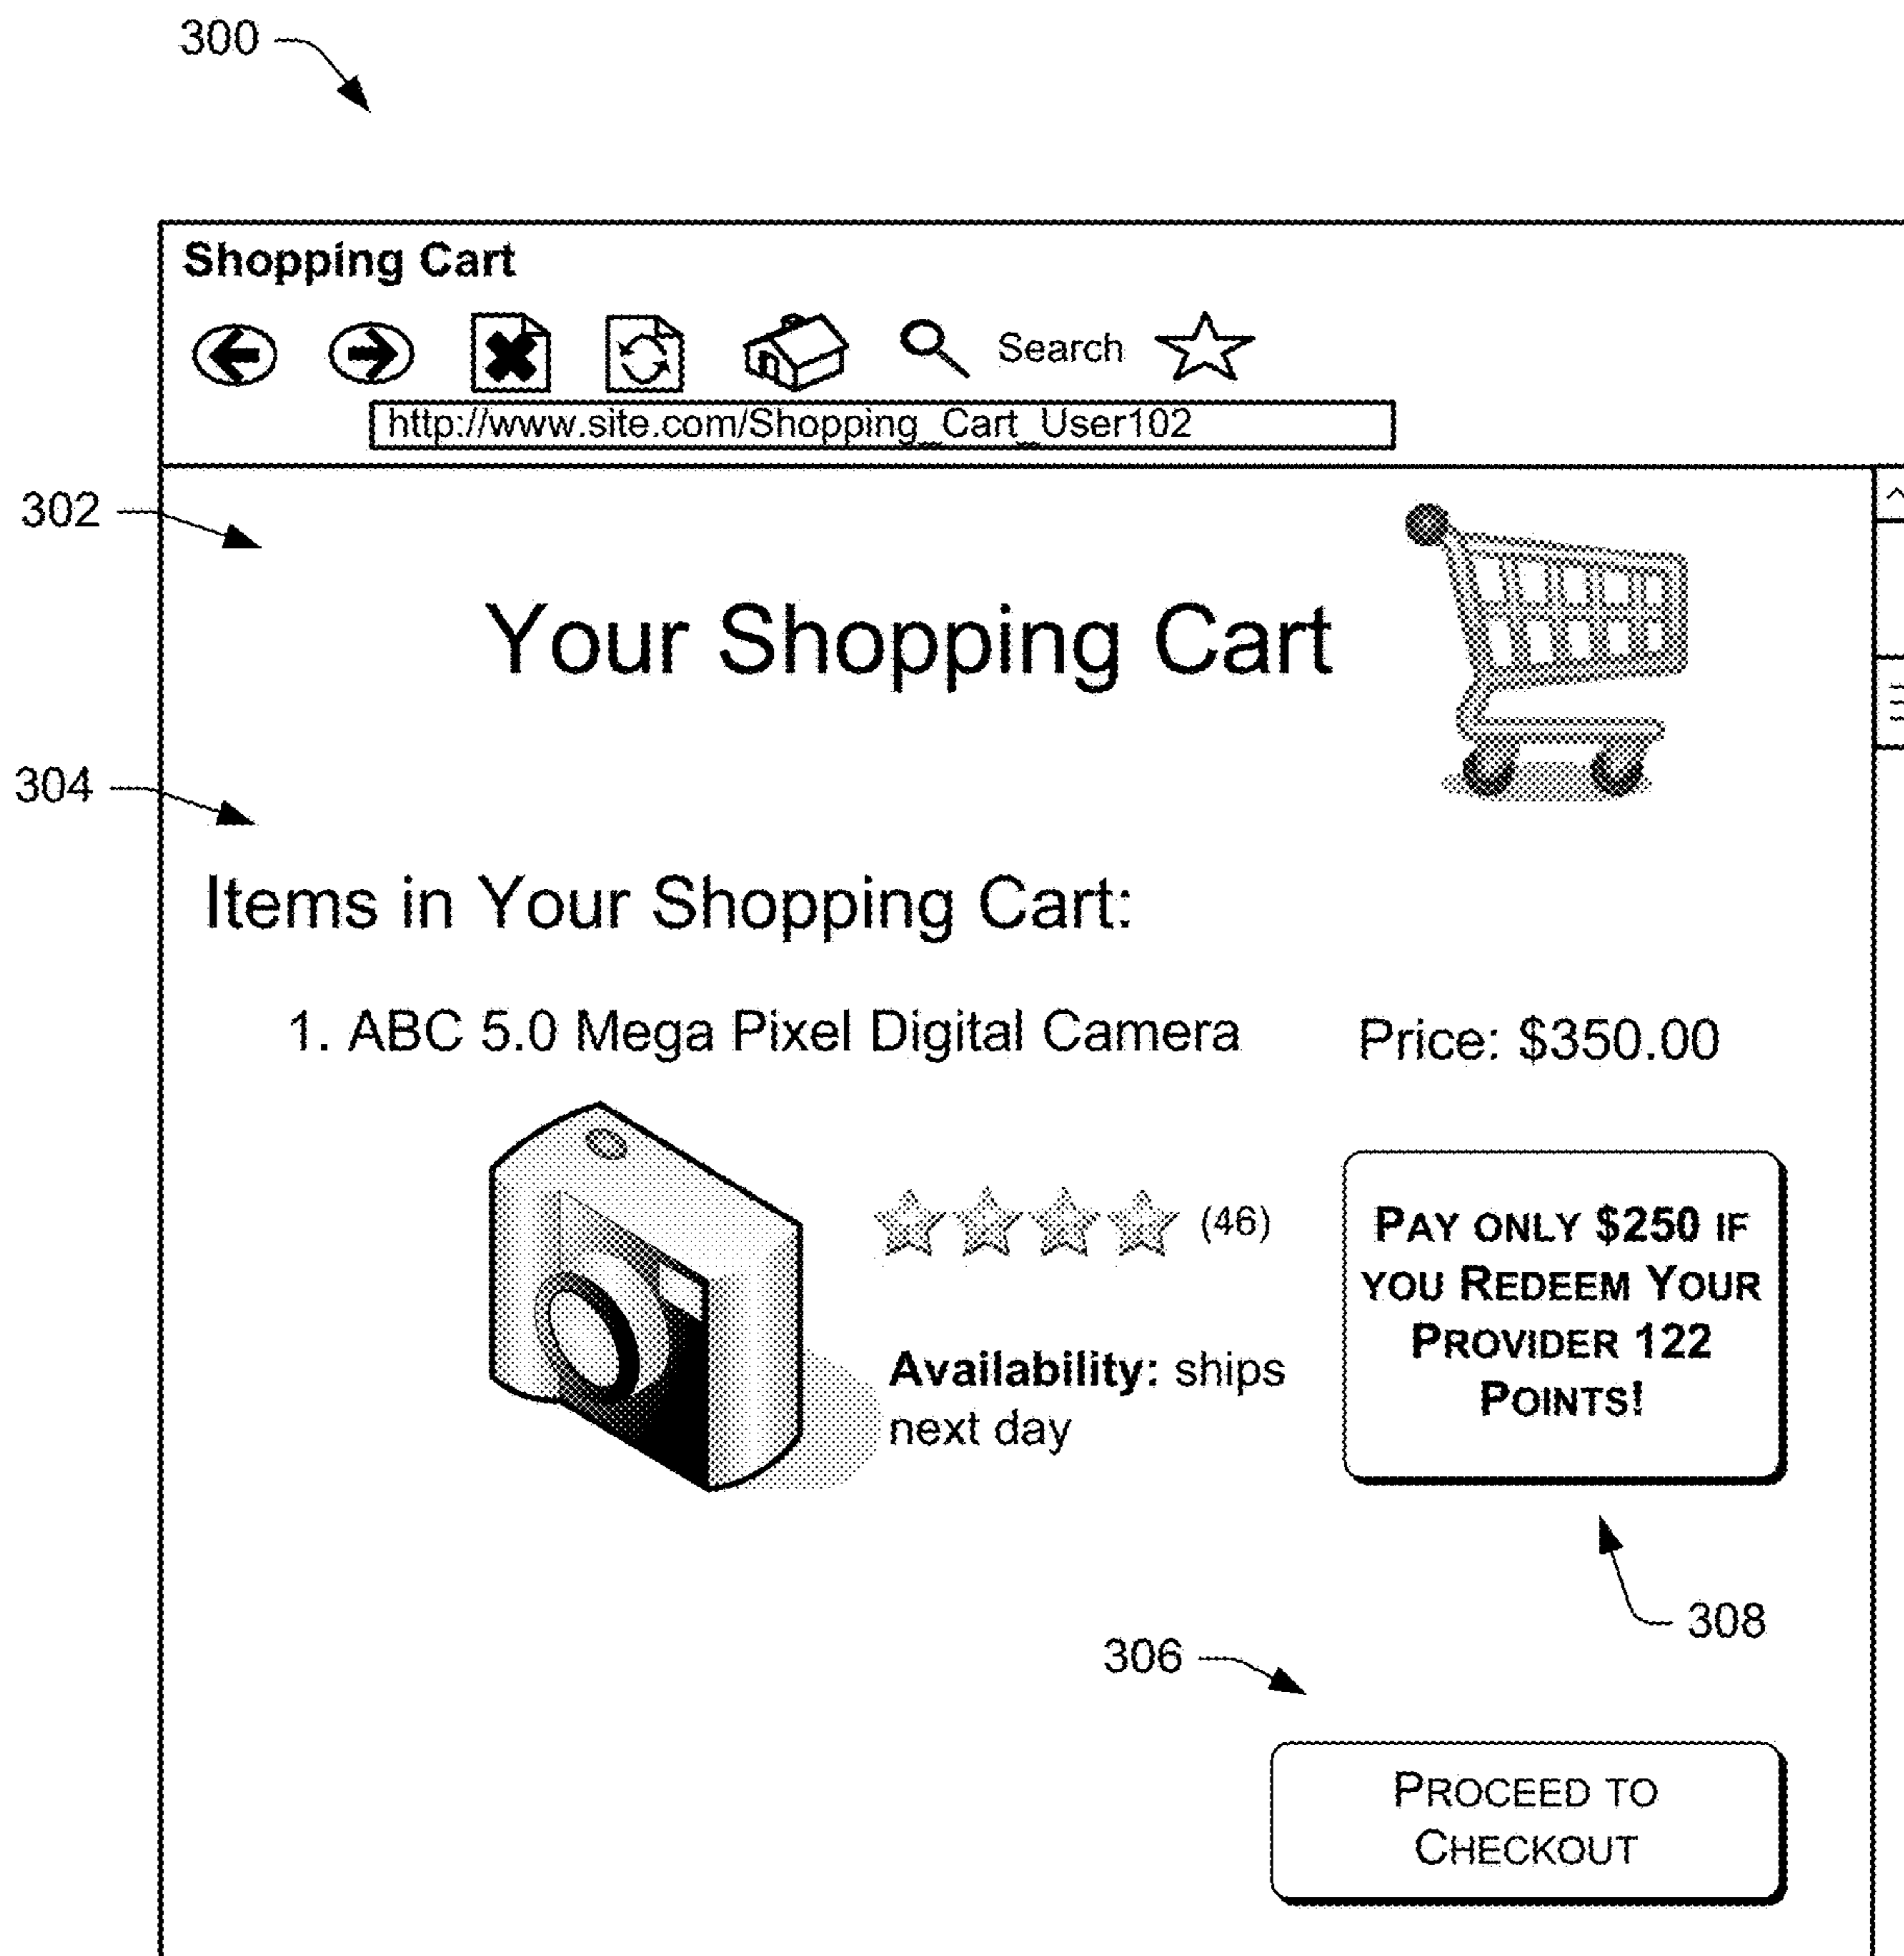 300
Shopping Cart
Search
http://www.site.com/Shopping_Cart_User102
302
Your Shopping Cart
304
Items in Your Shopping Cart:
1. ABC 5.0 Mega Pixel Digital Camera
Price: $350.00
(46)
PAY ONLY $250 IF
YOU REDEEM YOUR
PROVIDER 122
POINTS!
Availability: ships
next day
308
306
PROCEED TO
CHECKOUT